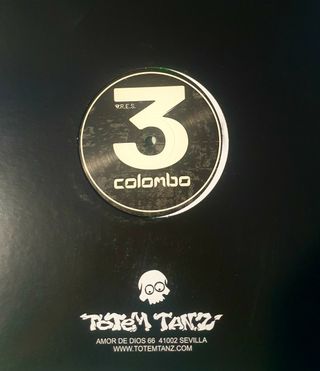 V.R.E.S.
3
colombo
TOTEM TANZ
AMOR DE DIOS 66 41002 SEVILLA
WWW.TOTEMTANZ.COM